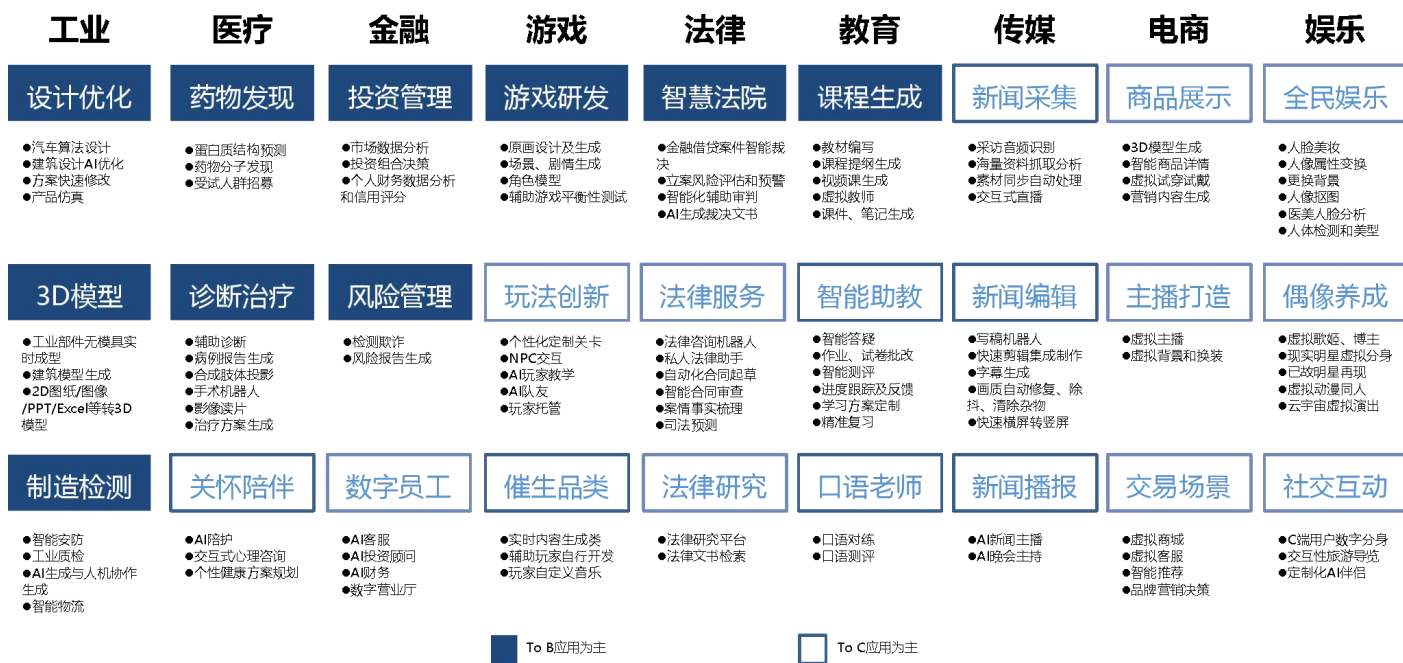 工业
医疗
金融
游戏
法律
教育
传媒
电商
娱乐
设计优化
药物发现
投资管理
游戏研发
智慧法院
课程生成
新闻采集
商品展示
全民娱乐
●汽车算法设计
●建筑设计AI优化
●方案快速修改
●产品仿真
●蛋白质结构预测
●药物分子发现
●受试人群招募
●市场数据分析
●投资组合决策
●个人财务数据分析
和信用评分
●原画设计及生成
●场景、剧情生成
●角色模型
●辅助游戏平衡性测试
●金融借贷案件智能裁
决
●立案风险评估和预警
●智能化辅助审判
●AI生成裁决文书
●教材编写
●课程提纲生成
●视频课生成
●虚拟教师
●课件、笔记生成
●采访音频识别
●海量资料抓取分析
●素材同步自动处理
●交互式直播
●3D模型生成
●智能商品详情
●虚拟试穿试戴
●营销内容生成
●人脸美妆
●人像属性变换
●更换背景
●人像抠图
●医美人脸分析
●人体检测和美型
3D模型
诊断治疗
风险管理
玩法创新
法律服务
智能助教
新闻编辑
主播打造
偶像养成
●工业部件无模具实
时成型
●建筑模型生成
●2D图纸/图像
/PPT/Excel等转3D
模型
●辅助诊断
●病例报告生成
●合成肢体投影
●手术机器人
●影像读片
●治疗方案生成
●检测欺诈
●风险报告生成
●个性化定制关卡
●NPC交互
●AI玩家教学
●AI队友
●玩家托管
●法律咨询机器人
●私人法律助手
●自动化合同起草
●智能合同审查
●案情事实梳理
●司法预测
●智能答疑
●作业、试卷批改
●智能测评
●进度跟踪及反馈
●学习方案定制
●精准复习
●写稿机器人
●快速剪辑集成制作
●字幕生成
●画质自动修复、除
抖、清除杂物
●快速横屏转竖屏
●虚拟主播
●虚拟背景和换装
●虚拟歌姬、博主
●现实明星虚拟分身
●已故明星再现
●虚拟动漫同人
●云宇宙虚拟演出
制造检测
关怀陪伴
数字员工
催生品类
法律研究
口语老师
新闻播报
交易场景
社交互动
●智能安防
●工业质检
●AI生成与人机协作
生成
●智能物流
●AI陪护
●交互式心理咨询
●个性健康方案规划
●AI客服
●AI投资顾问
●AI财务
●数字营业厅
●实时内容生成类
●辅助玩家自行开发
●玩家自定义音乐
●法律研究平台
●法律文书检索
●口语对练
●口语测评
●AI新闻主播
●AI晚会主持
●虚拟商城
●虚拟客服
●智能推荐
●品牌营销决策
●C端用户数字分身
●交互性旅游导览
●定制化AI伴侣
To B应用为主
To C应用为主